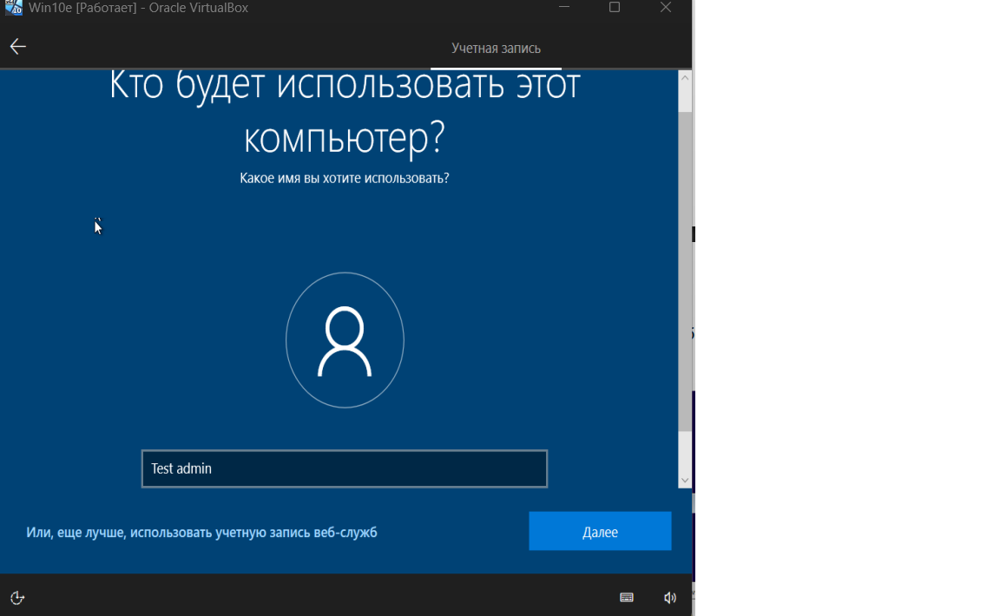 Win10e [Работает] - Oracle VirtualBox
Учетная запись
Кто будет использовать этот
компьютер?
Какое имя вы хотите использовать?
Test admin
Или, еще лучше, использовать учетную запись веб-служб
Далее